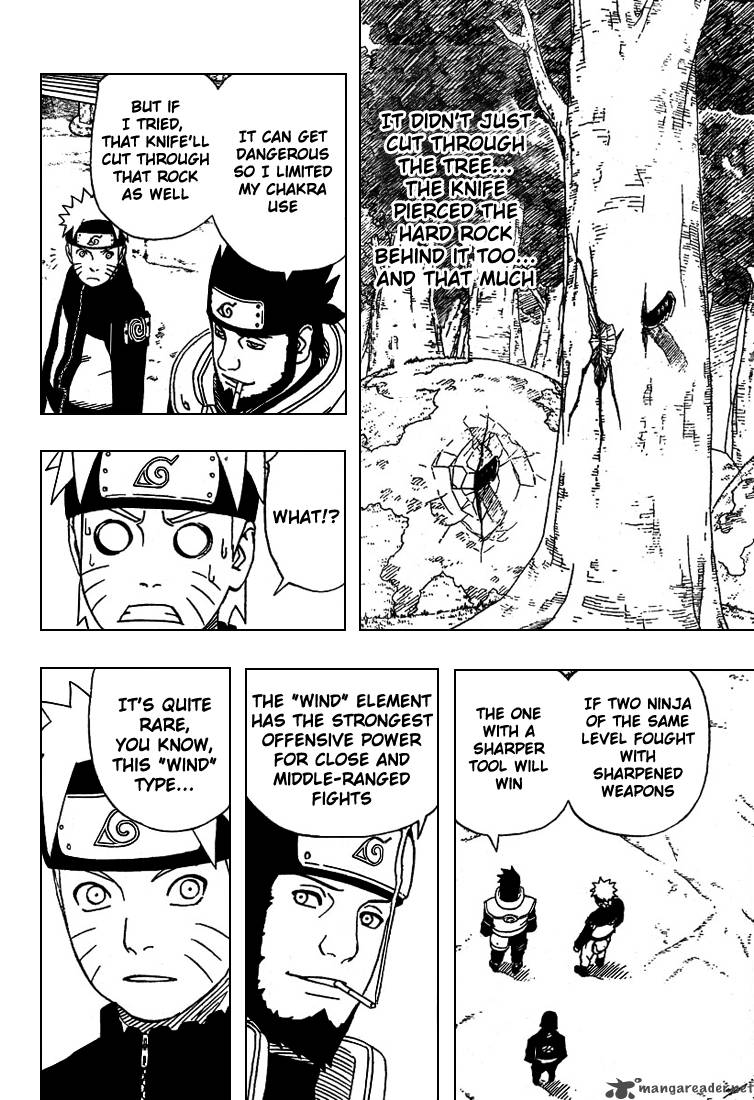 IT DIDN'T JUST
CUT THROUGH
THE TREE...
THE KNIFE
PIERCED THE
HARD ROCK
BEHIND IT TOO...
AND THAT MUCH
IT CAN GET
DANGEROUS
SO I LIMITED
MY CHAKRA
USE
BUT IF
I TRIED,
THAT KNIFE'LL
CUT THROUGH
THAT ROCK
AS WELL
WHAT!?
IF TWO NINJA
OF THE SAME
LEVEL FOUGHT
WITH
SHARPENED
WEAPONS
THE ONE
WITH A
SHARPER
TOOL WILL
WIN
THE "WIND" ELEMENT
HAS THE STRONGEST
OFFENSIVE POWER
FOR CLOSE AND
MIDDLE-RANGED
FIGHTS
IT'S QUITE
RARE,
YOU KNOW,
THIS "WIND"
TYPE...
mangareader.net